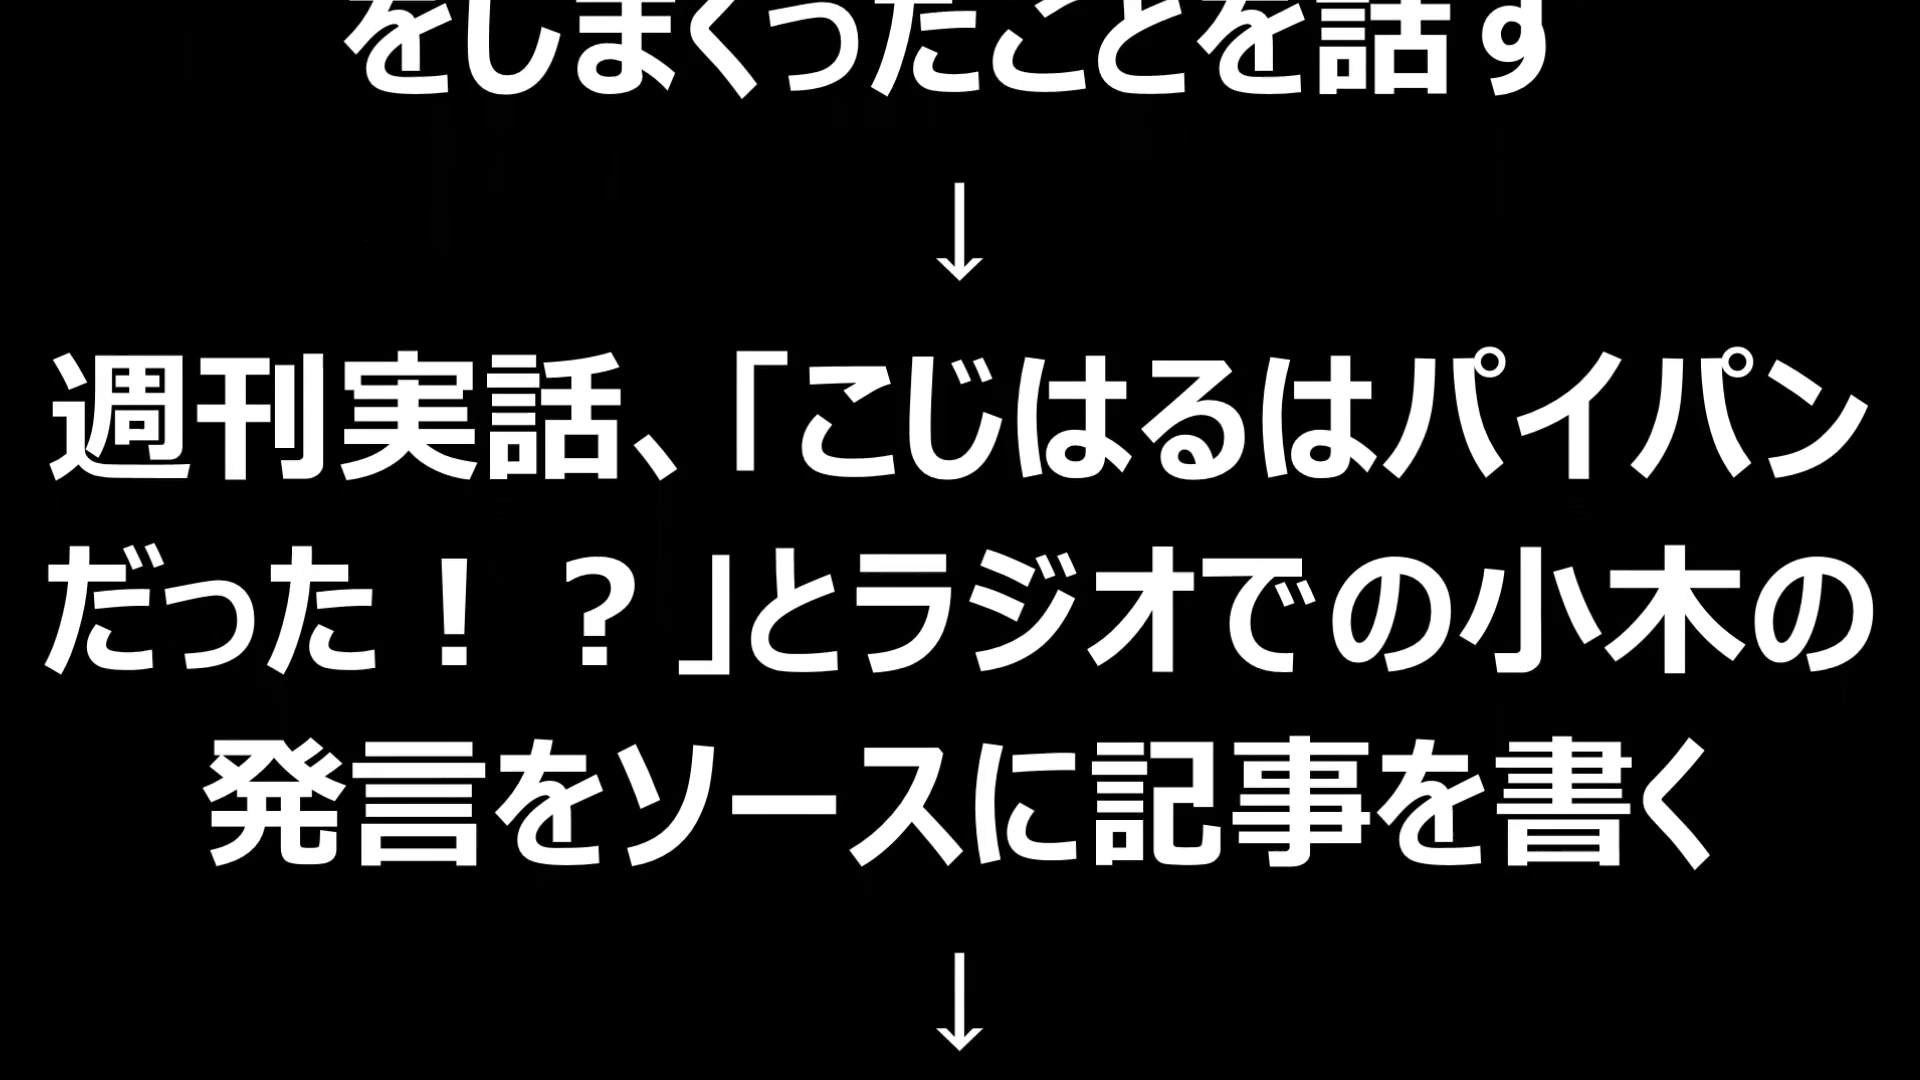 をしまくったことを話す
↓
週刊実話、「こじはるはパイパン
だった！？」とラジオでの小木の
発言をソースに記事を書く
↓